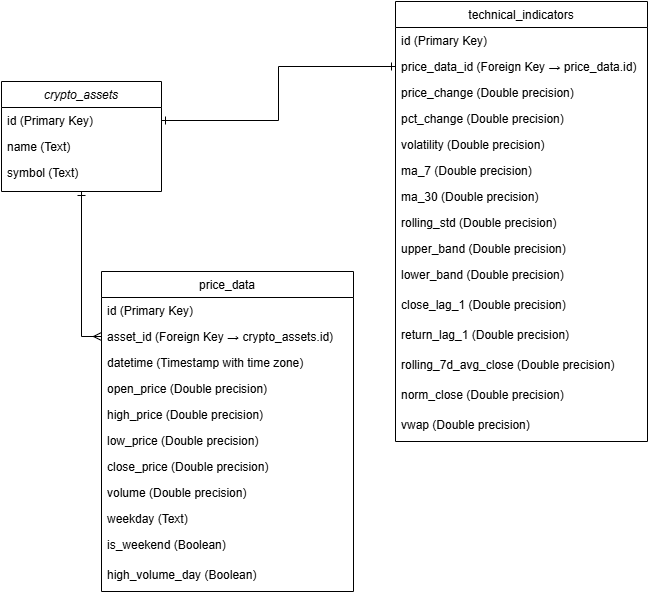 crypto_assets
id (Primary Key)
name (Text)
symbol (Text)
price_data
id (Primary Key)
asset_id (Foreign Key → crypto_assets.id)
datetime (Timestamp with time zone)
open_price (Double precision)
high_price (Double precision)
low_price (Double precision)
close_price (Double precision)
volume (Double precision)
weekday (Text)
is_weekend (Boolean)
high_volume_day (Boolean)
technical_indicators
id (Primary Key)
price_data_id (Foreign Key → price_data.id)
price_change (Double precision)
pct_change (Double precision)
volatility (Double precision)
ma_7 (Double precision)
ma_30 (Double precision)
rolling_std (Double precision)
upper_band (Double precision)
lower_band (Double precision)
close_lag_1 (Double precision)
return_lag_1 (Double precision)
rolling_7d_avg_close (Double precision)
norm_close (Double precision)
vwap (Double precision)